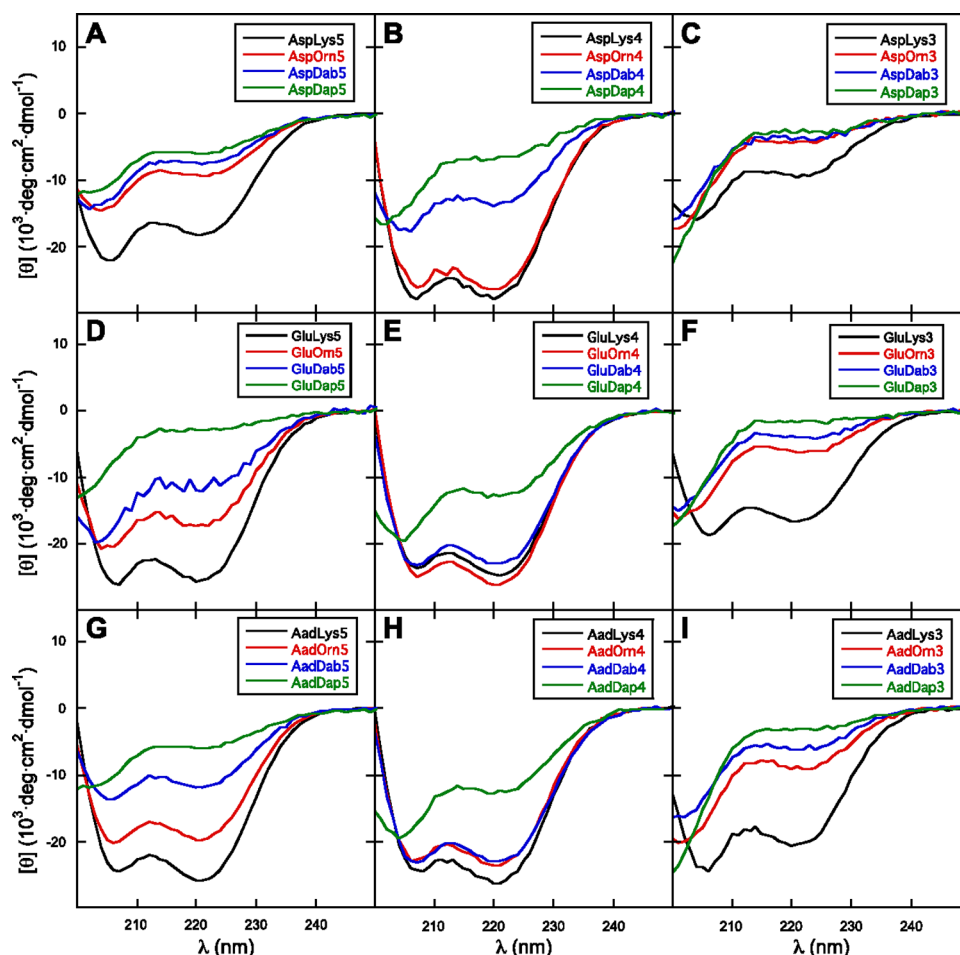 A
AspLys5
AspOrn5
AspDab5
AspDap5
B
AspLys4
AspOrn4
AspDab4
AspDap4
C
AspLys3
AspOrn3
AspDab3
AspDap3
10
0
-10
-20
[θ] (10³·deg·cm²·dmol⁻¹)
D
GluLys5
GluOrn5
GluDab5
GluDap5
E
GluLys4
GluOrn4
GluDab4
GluDap4
F
GluLys3
GluOrn3
GluDab3
GluDap3
10
0
-10
-20
[θ] (10³·deg·cm²·dmol⁻¹)
G
AadLys5
AadOrn5
AadDab5
AadDap5
H
AadLys4
AadOrn4
AadDab4
AadDap4
I
AadLys3
AadOrn3
AadDab3
AadDap3
10
0
-10
-20
[θ] (10³·deg·cm²·dmol⁻¹)
210 220 230 240
210 220 230 240
210 220 230 240
λ (nm)
λ (nm)
λ (nm)